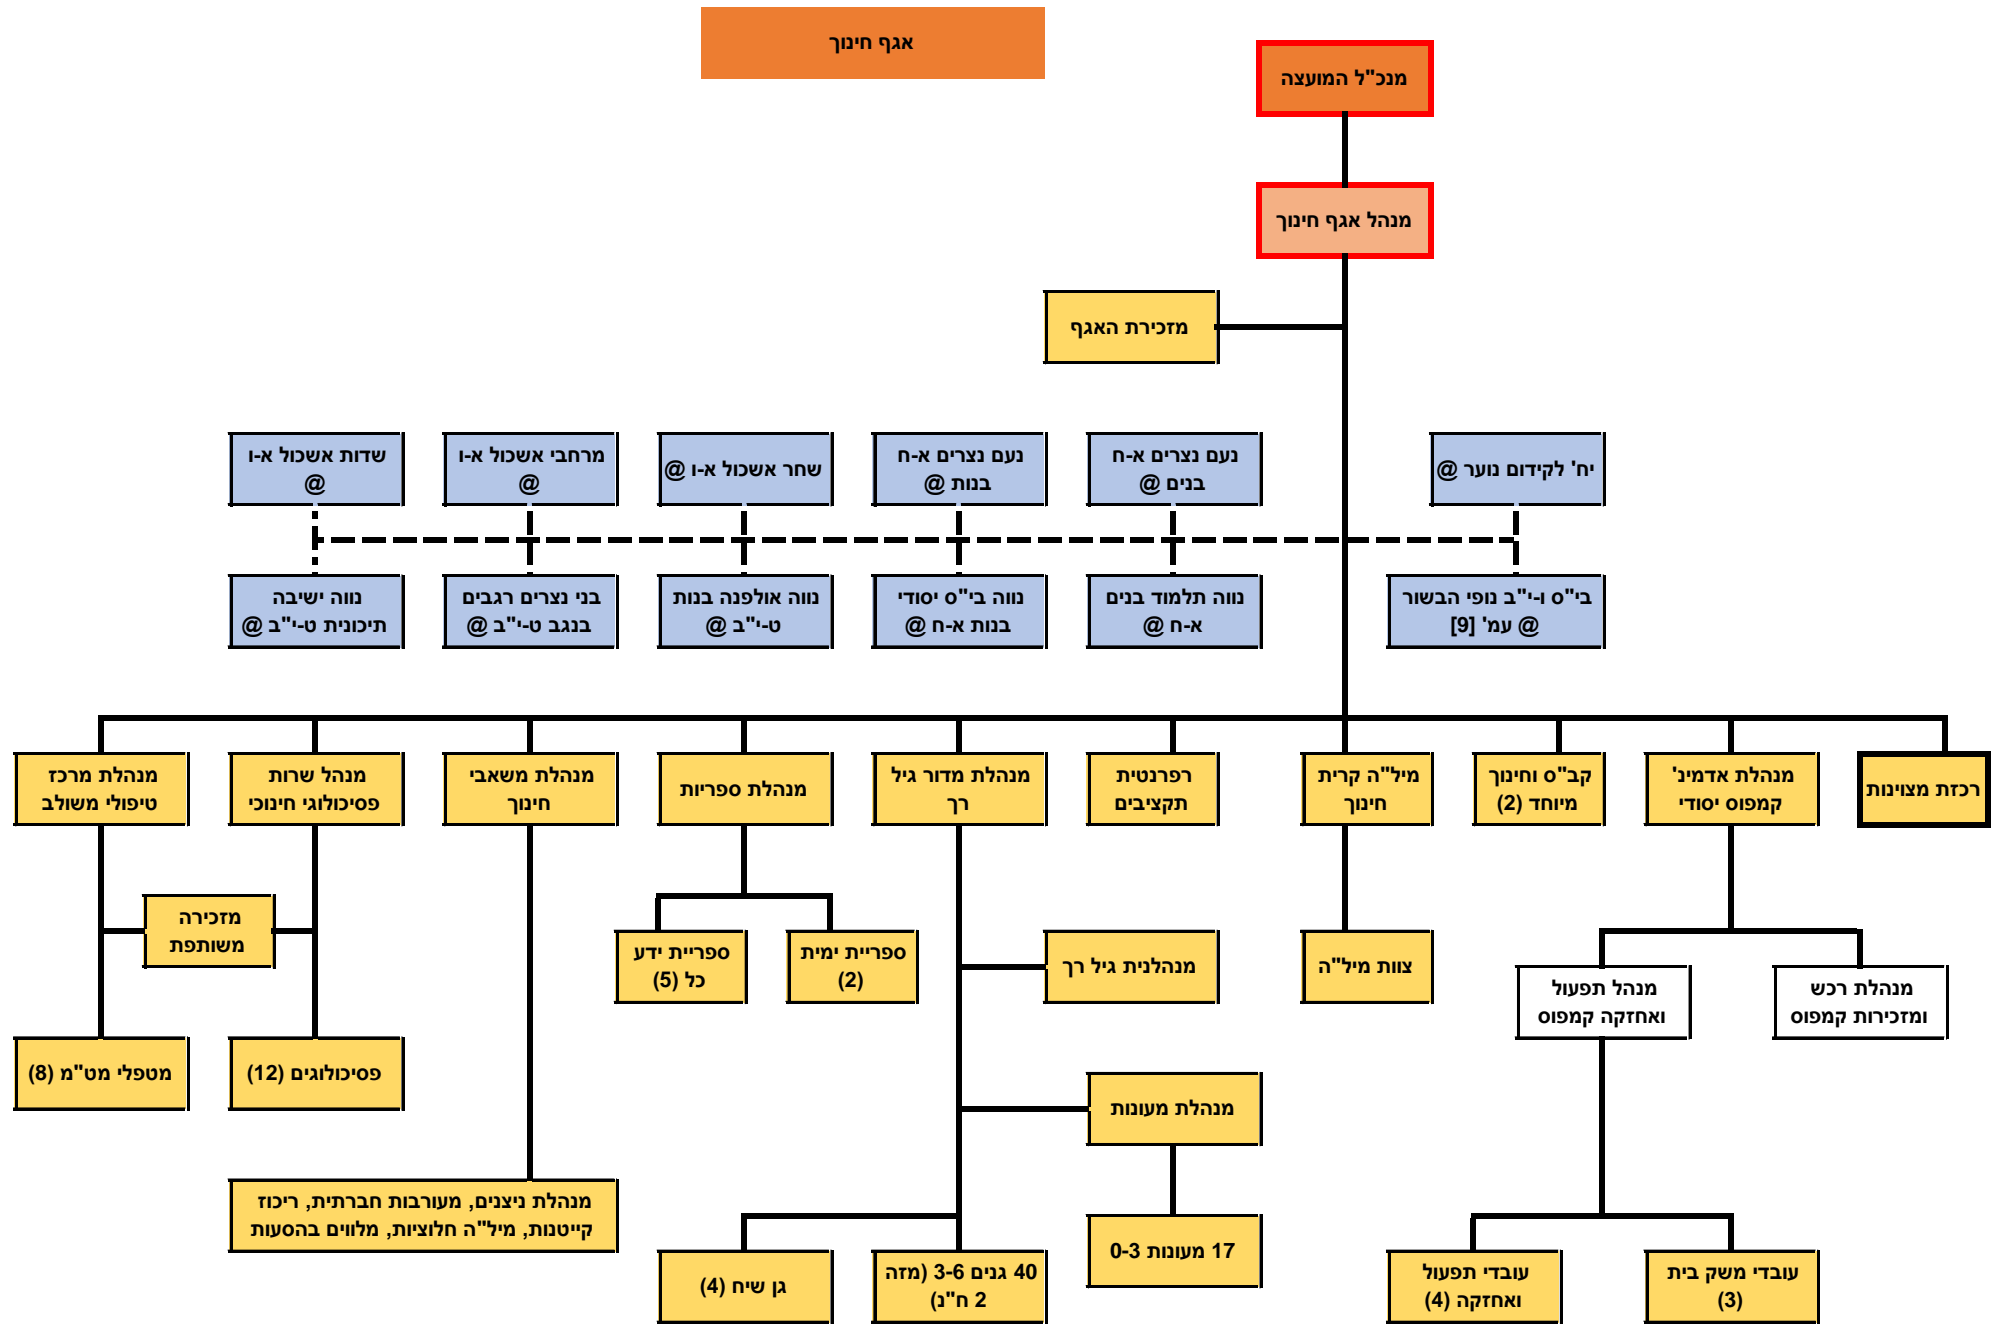 אגף חינוך
מנכ"ל המועצה
מנהל אגף חינוך
מזכירת האגף
יח' לקידום נוער @
נעם נצרים א-ח
בנים @
נעם נצרים א-ח
בנות @
שחר אשכול א-ו @
מרחבי אשכול א-ו
@
שדות אשכול א-ו
@
בי"ס ו-י"ב נופי הבשור
@ עמ' [9]
נווה תלמוד בנים
א-ח @
נווה בי"ס יסודי
בנות א-ח @
נווה אולפנה בנות
ט-י"ב @
בני נצרים רגבים
בנגב ט-י"ב @
נווה ישיבה
תיכונית ט-י"ב @
רכזת מצוינות
מנהלת אדמינ'
קמפוס יסודי
קב"ס וחינוך
מיוחד (2)
מיל"ה קרית
חינוך
רפרנטית
תקציבים
מנהלת מדור גיל
רך
מנהלת ספריות
מנהלת משאבי
חינוך
מנהל שרות
פסיכולוגי חינוכי
מנהלת מרכז
טיפולי משולב
מזכירה
משותפת
מנהלת רכש
ומזכירות קמפוס
מנהל תפעול
ואחזקה קמפוס
צוות מיל"ה
מנהלנית גיל רך
ספריית ימית
(2)
ספריית ידע
כל (5)
פסיכולוגים (12)
מטפלי מט"מ (8)
מנהלת מעונות
מנהלת ניצנים, מעורבות חברתית, ריכוז
קייטנות, מיל"ה חלוציות, מלווים בהסעות
17 מעונות 0-3
עובדי משק בית
(3)
עובדי תפעול
ואחזקה (4)
40 גנים 3-6 (מזה
2 ח"נ)
גן שיח (4)